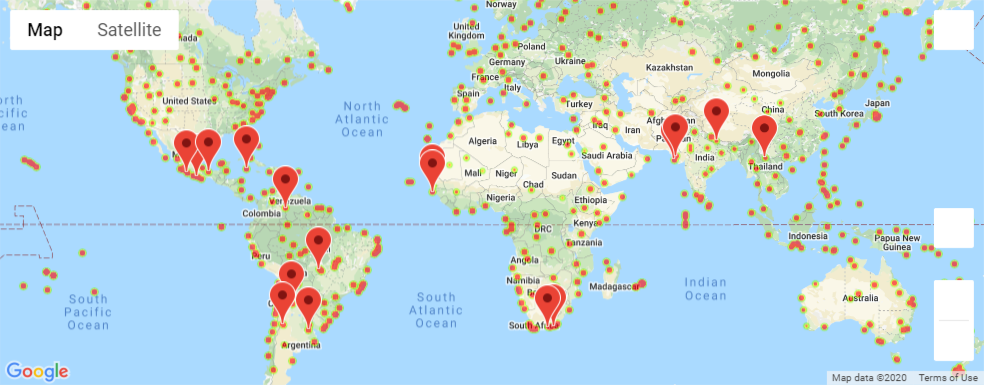 Map
Satellite
Norway
nada
United
Kingdom
Poland
Germany
Ukraine
Kazakhstan
France
Mongolia
Italy
Spain
United States
Turkey
China
Japan
North
Atlantic
Ocean
orth
cific
ean
South Korea
Afghanistan
Iraq
Iran
Algeria
Libya
Egypt
Pakistan
Saudi Arabia
India
Mali
Niger
Sudan
Thailand
Chad
Venezuela
Nigeria
Ethiopia
Colombia
DRC
Kenya
Indonesia
Papua New
Guinea
Tanzania
Peru
Angola
Namibia
Madagascar
Indian
Ocean
South
Pacific
Ocean
South
Atlantic
Ocean
Australia
South Africa
Argentina
Google
Map data ©2020
Terms of Use